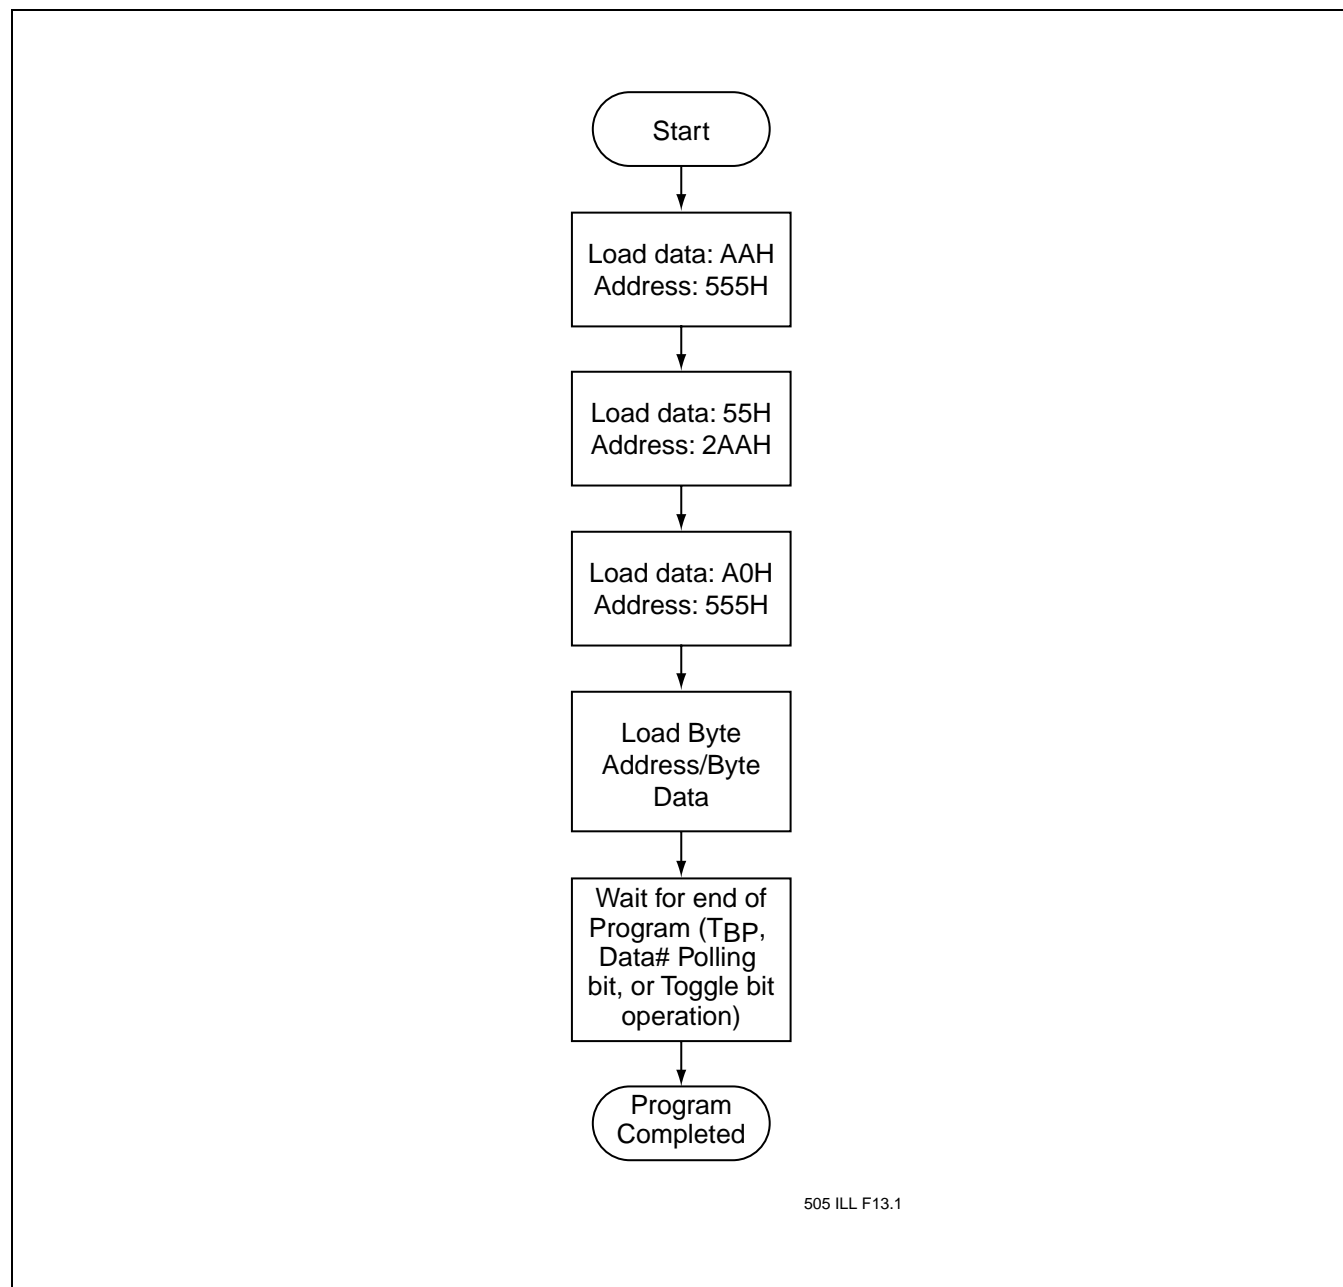 Start
Load data: AAH
Address: 555H
Load data: 55H
Address: 2AAH
Load data: A0H
Address: 555H
Load Byte
Address/Byte
Data
Wait for end of
Program (TBP,
Data# Polling
bit, or Toggle bit
operation)
Program
Completed
505 ILL F13.1